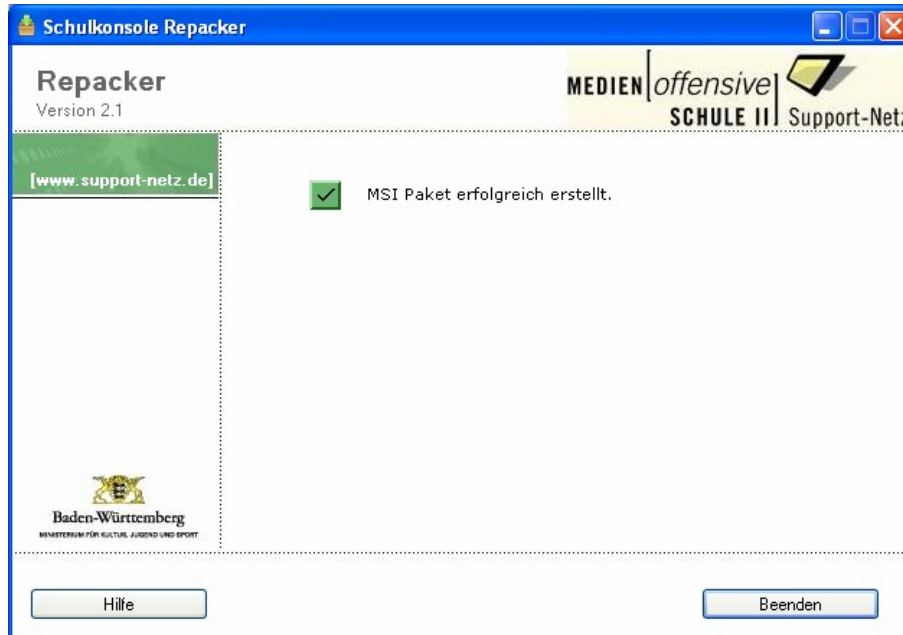 Schulkonsole Repacker
Repacker
Version 2.1
MEDIEN offensive
SCHULE II Support-Netz
[www.support-netz.de]
MSI Paket erfolgreich erstellt.
Baden-Württemberg
MINISTERIUM FÜR KULTUS, JUGEND UND SPORT
Hilfe
Beenden